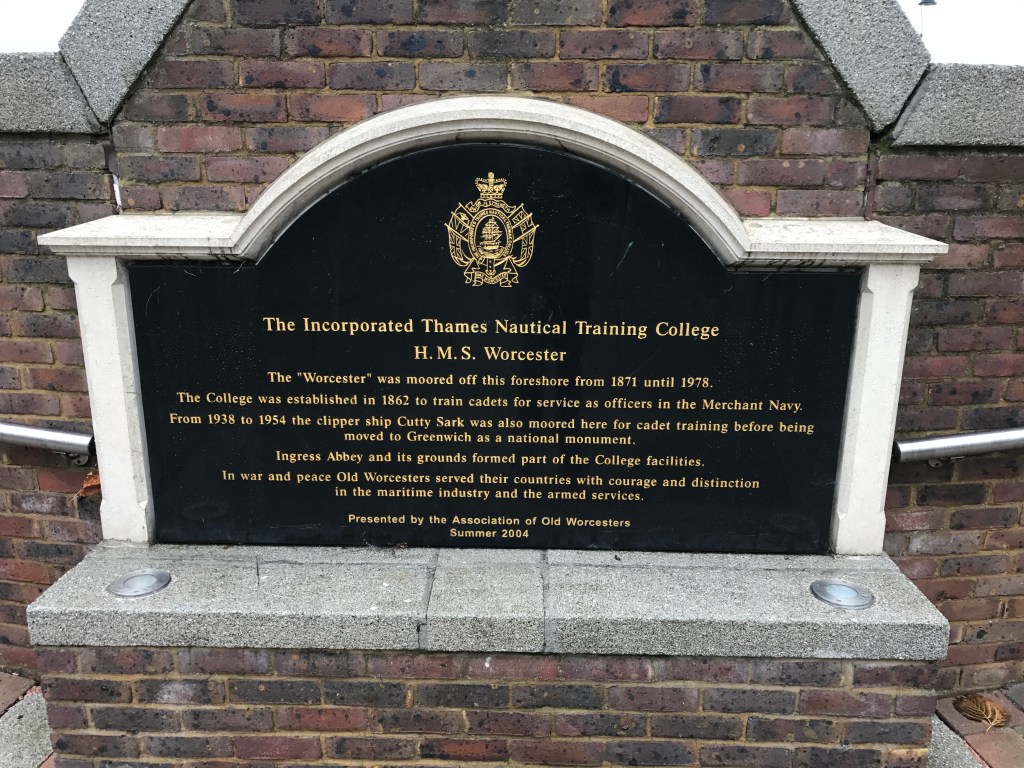 The Incorporated Thames Nautical Training College
H.M.S. Worcester
The "Worcester" was moored off this foreshore from 1871 until 1978.
The College was established in 1862 to train cadets for service as officers in the Merchant Navy.
From 1938 to 1954 the clipper ship Cutty Sark was also moored here for cadet training before being
moved to Greenwich as a national monument.
Ingress Abbey and its grounds formed part of the College facilities.
In war and peace Old Worcesters served their countries with courage and distinction
in the maritime industry and the armed services.
Presented by the Association of Old Worcesters
Summer 2004